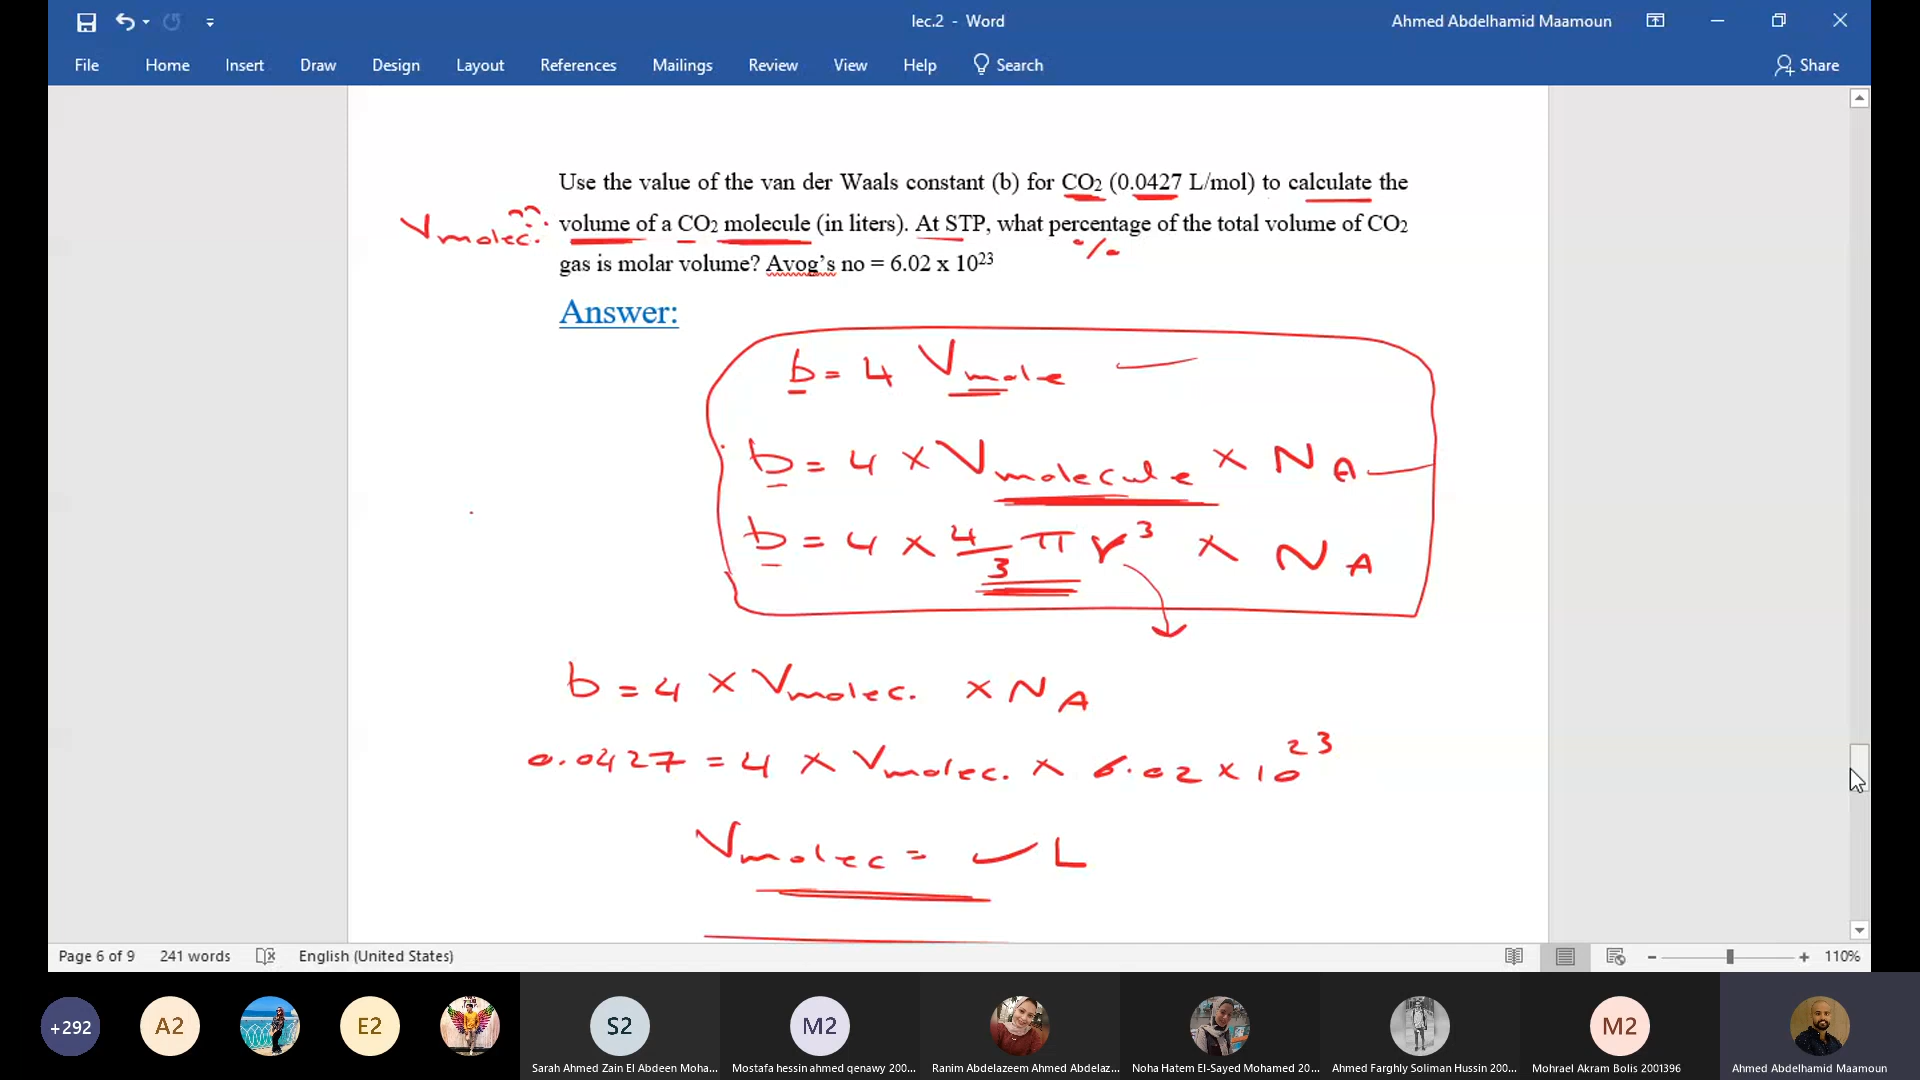 lec.2 - Word
Ahmed Abdelhamid Maamoun
File Home Insert Draw Design Layout References Mailings Review View Help Search Share
Use the value of the van der Waals constant (b) for CO₂ (0.0427 L/mol) to calculate the
volume of a CO₂ molecule (in liters). At STP, what percentage of the total volume of CO₂
Vmolec.
%
gas is molar volume? Avog's no = 6.02 x 10²³
Answer:
b = 4 Vmole
b = 4 × Vmolecule × NA
b = 4 × 4/3 π r³ × NA
b = 4 × Vmolec. × NA
0.0427 = 4 × Vmolec. × 6.02 × 10²³
Vmolec = ✓ L
Page 6 of 9 241 words English (United States) 110%
+292 A2 E2 S2 M2 M2
Sarah Ahmed Zain El Abdeen Moha... Mostafa hessin ahmed qenawy 200... Ranim Abdelazeem Ahmed Abdelaz... Noha Hatem El-Sayed Mohamed 20... Ahmed Farghly Soliman Hussin 200... Mohrael Akram Bolis 2001396 Ahmed Abdelhamid Maamoun